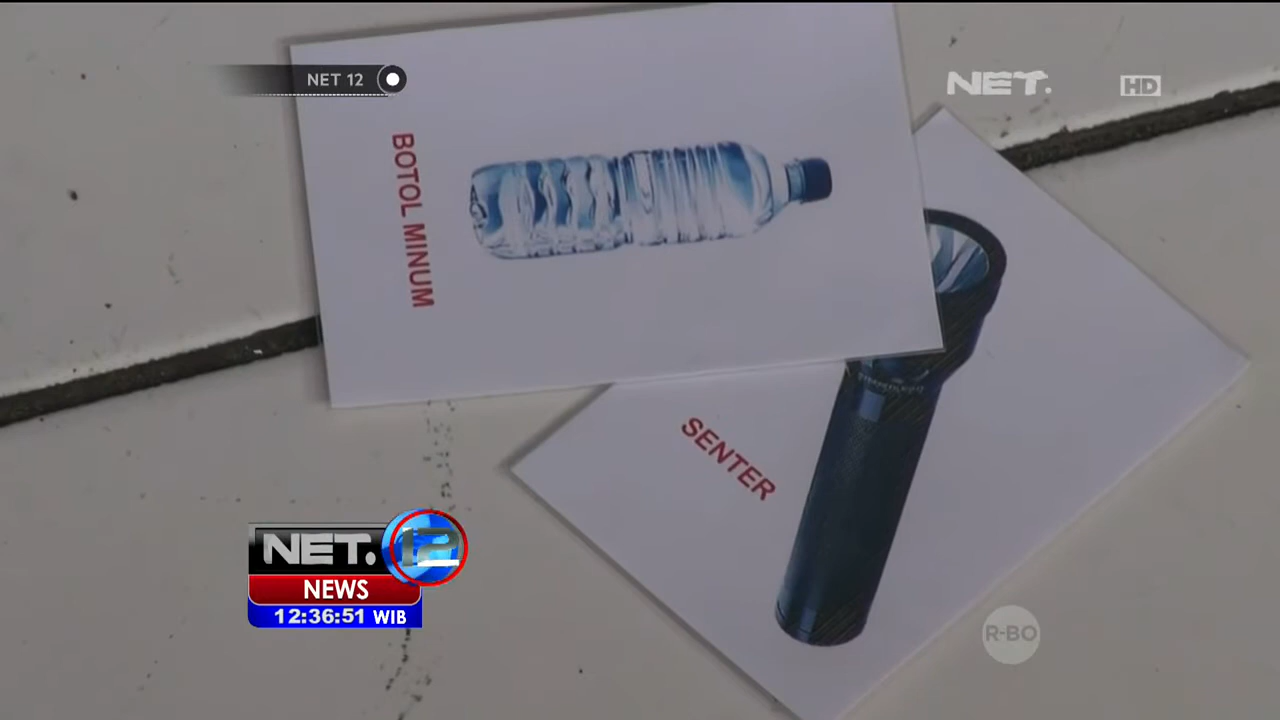 NET 12
NET.
HD
BOTOL MINUM
SENTER
NET. 12
NEWS
12:36:51 WIB
R-BO